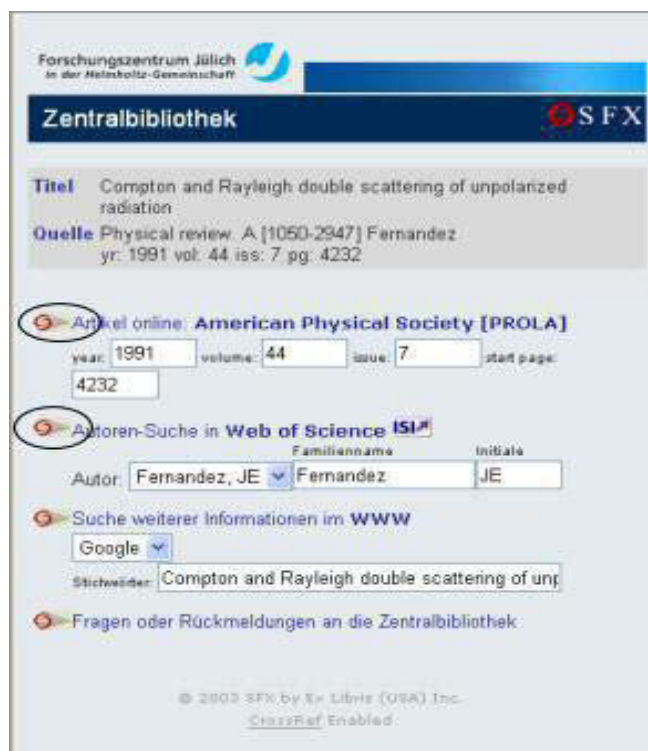 Forschungszentrum Jülich
in der Helmholtz-Gemeinschaft
Zentralbibliothek SFX
Titel Compton and Rayleigh double scattering of unpolarized
radiation
Quelle Physical review. A [1050-2947] Fernandez
yr: 1991 vol: 44 iss: 7 pg: 4232
Artikel online: American Physical Society [PROLA]
year: 1991 volume: 44 issue: 7 start page:
4232
Autoren-Suche in Web of Science ISI
Familienname Initiale
Autor: Fernandez, JE Fernandez JE
Suche weiterer Informationen im WWW
Google
Stichwörter: Compton and Rayleigh double scattering of unp
Fragen oder Rückmeldungen an die Zentralbibliothek
© 2003 SFX by Ex Libris (USA) Inc.
CrossRef Enabled